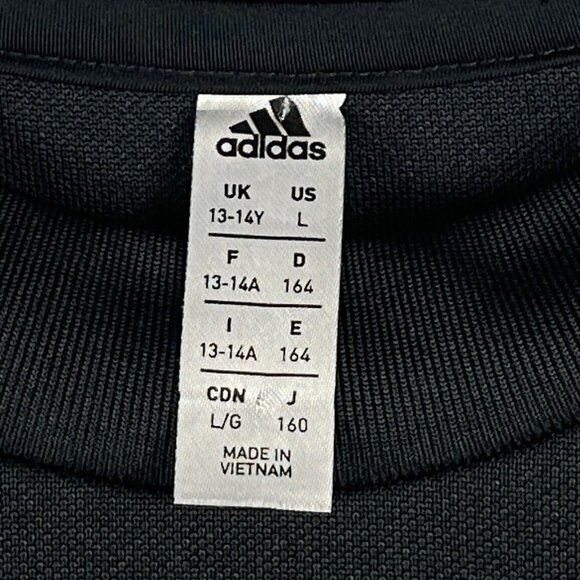 adidas
UK US
13-14Y L
F D
13-14A 164
I E
13-14A 164
CDN J
L/G 160
MADE IN
VIETNAM